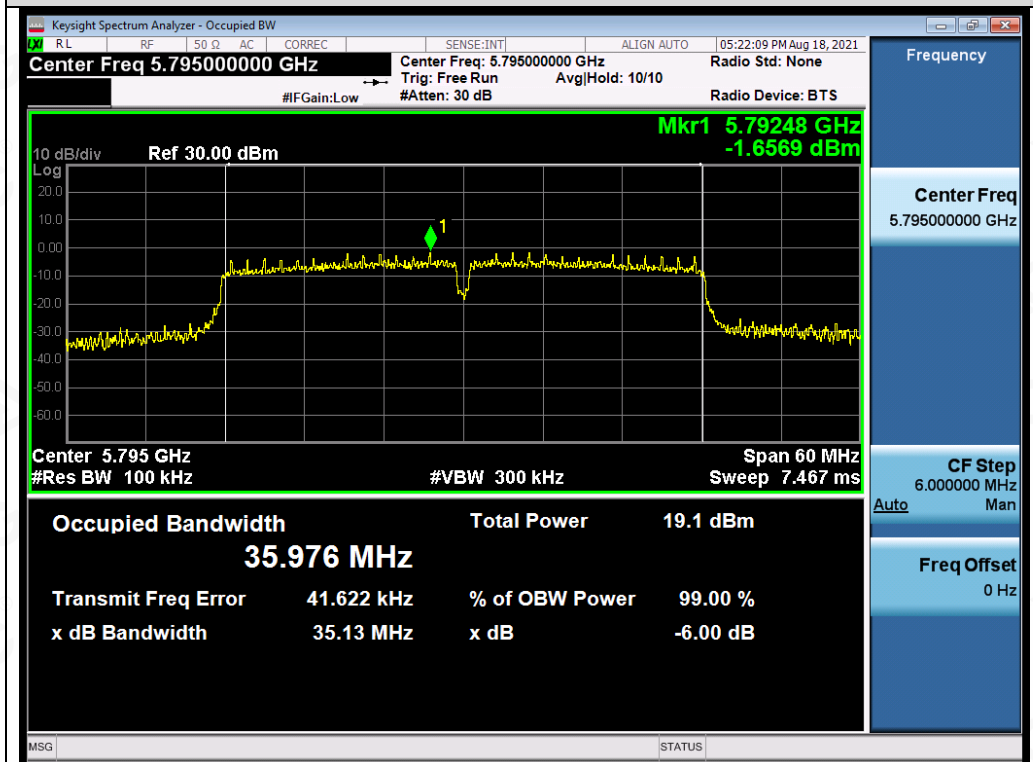 Keysight Spectrum Analyzer - Occupied BW
LXI RL RF 50 Ω AC CORREC SENSE:INT ALIGN AUTO 05:22:09 PM Aug 18, 2021
Center Freq 5.795000000 GHz
Center Freq: 5.795000000 GHz
Radio Std: None
Trig: Free Run Avg|Hold: 10/10
#IFGain:Low
#Atten: 30 dB
Radio Device: BTS
Frequency
Mkr1 5.79248 GHz
-1.6569 dBm
10 dB/div Ref 30.00 dBm
Log
20.0
10.0
0.00
-10.0
-20.0
-30.0
-40.0
-50.0
-60.0
1
Center 5.795 GHz Span 60 MHz
#Res BW 100 kHz #VBW 300 kHz Sweep 7.467 ms
Center Freq
5.795000000 GHz
CF Step
6.000000 MHz
Auto Man
Freq Offset
0 Hz
Occupied Bandwidth Total Power 19.1 dBm
35.976 MHz
Transmit Freq Error 41.622 kHz % of OBW Power 99.00 %
x dB Bandwidth 35.13 MHz x dB -6.00 dB
MSG STATUS